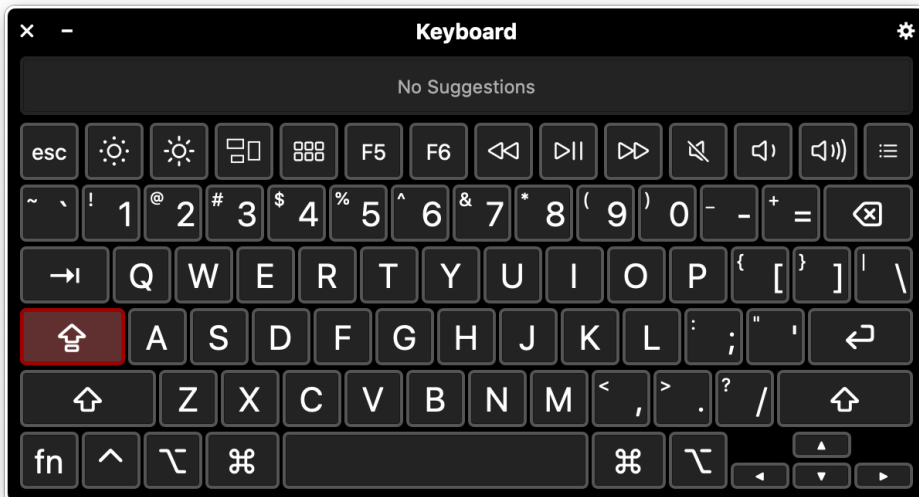 Keyboard
No Suggestions
esc F5 F6
~ ` ! 1 @ 2 # 3 $ 4 % 5 ^ 6 & 7 * 8 ( 9 ) 0 _ - + =
Q W E R T Y U I O P { [ } ] | \
A S D F G H J K L : ; " '
Z X C V B N M < , > . ? /
fn ^ ⌥ ⌘ ⌘ ⌥